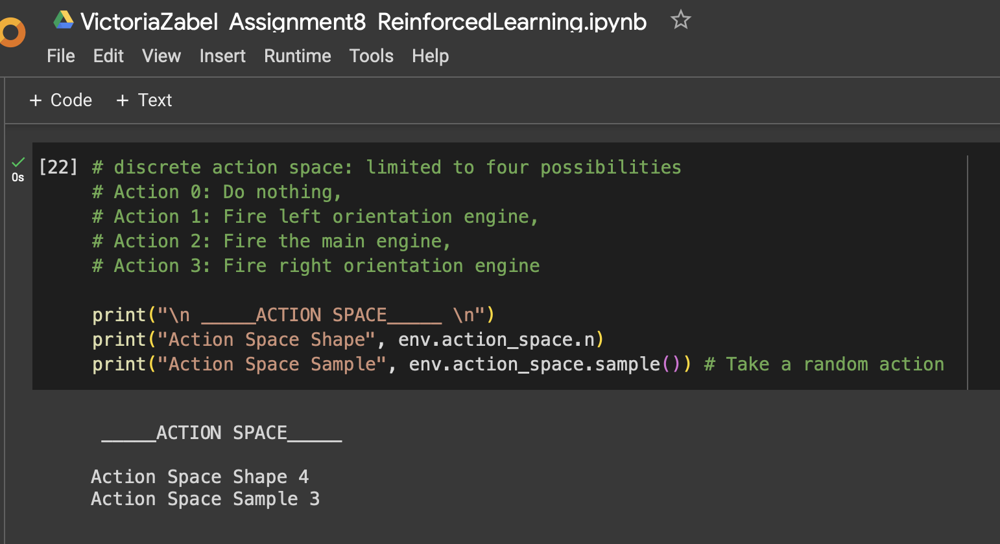 VictoriaZabel_Assignment8_ReinforcedLearning.ipynb
File Edit View Insert Runtime Tools Help
+ Code + Text
0s
[22] # discrete action space: limited to four possibilities
# Action 0: Do nothing,
# Action 1: Fire left orientation engine,
# Action 2: Fire the main engine,
# Action 3: Fire right orientation engine
print("\n _____ACTION SPACE_____ \n")
print("Action Space Shape", env.action_space.n)
print("Action Space Sample", env.action_space.sample()) # Take a random action
_____ACTION SPACE_____
Action Space Shape 4
Action Space Sample 3